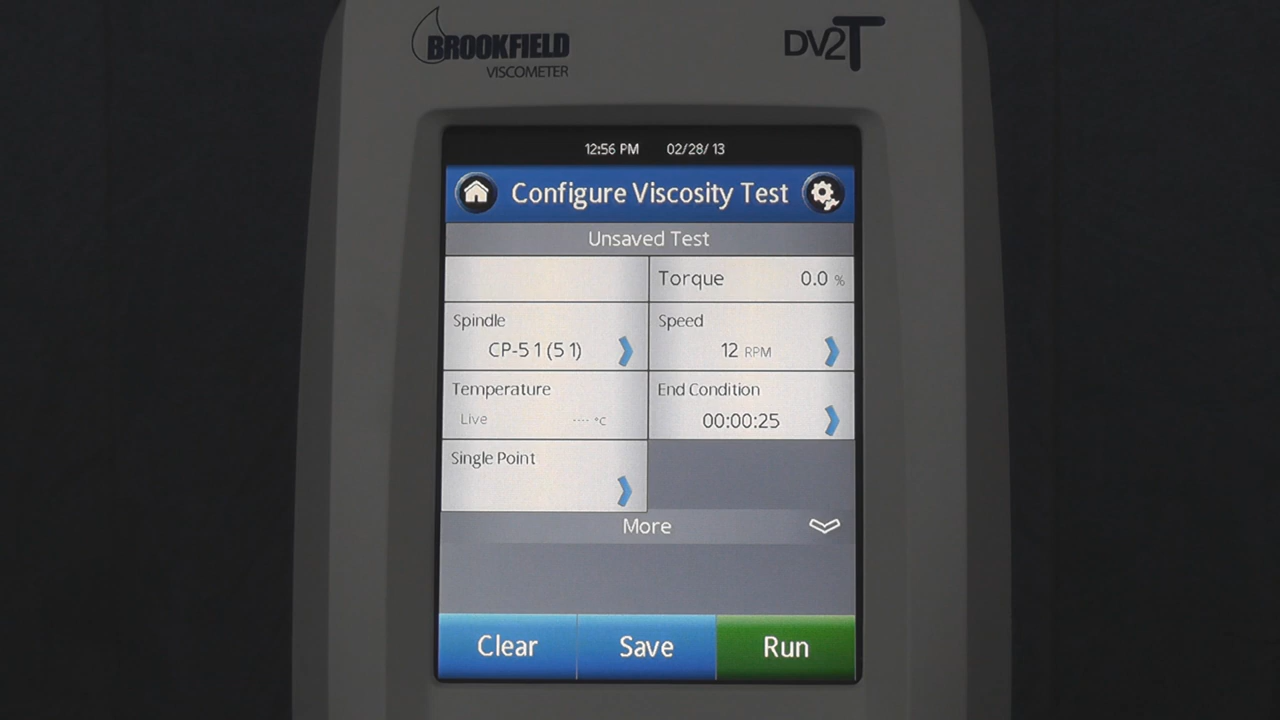 BROOKFIELD
VISCOMETER
DV2T
12:56 PM 02/28/13
Configure Viscosity Test
Unsaved Test
Torque 0.0 %
Spindle
CP-51(51)
Speed
12 RPM
Temperature
Live ---- °C
End Condition
00:00:25
Single Point
More
Clear Save Run